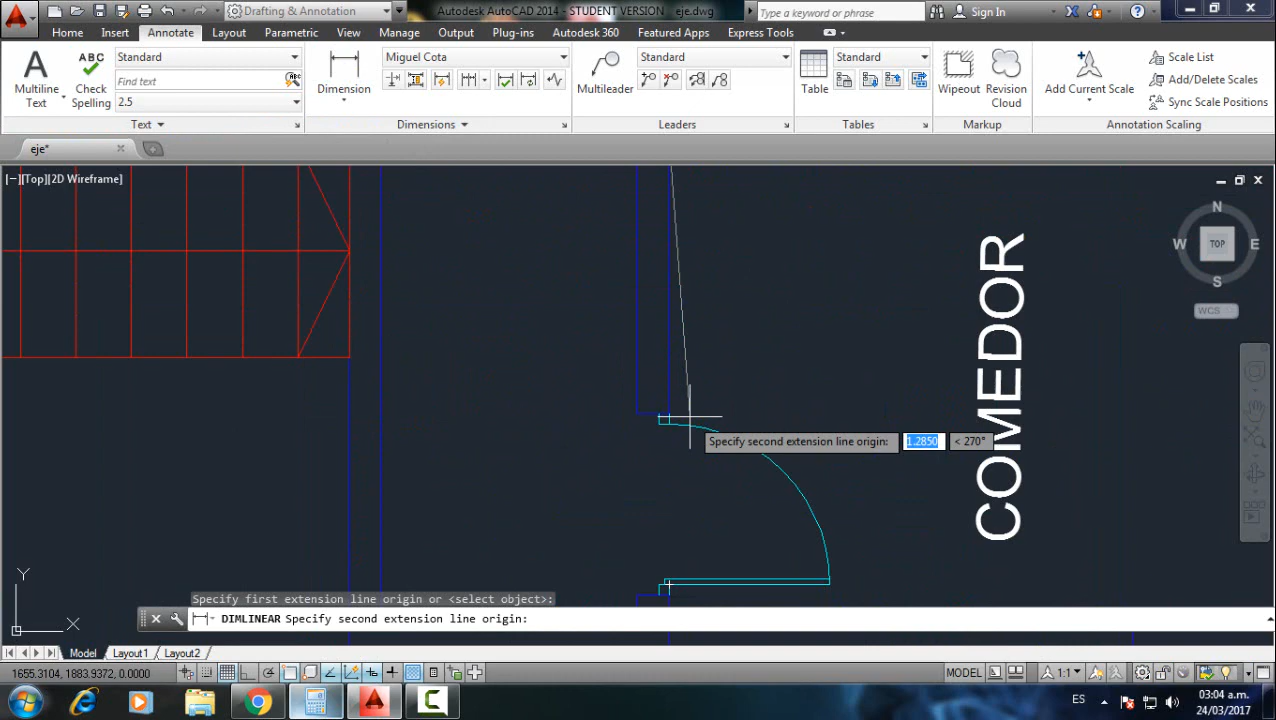 Drafting & Annotation
Autodesk AutoCAD 2014 - STUDENT VERSION eje.dwg
Type a keyword or phrase
Sign In
Home Insert Annotate Layout Parametric View Manage Output Plug-ins Autodesk 360 Featured Apps Express Tools
Multiline Text
ABC
Check Spelling
Standard
Find text
2.5
Text
Dimension
Miguel Cota
Dimensions
Multileader
Standard
Leaders
Table
Standard
Tables
Wipeout
Revision Cloud
Markup
Add Current Scale
Scale List
Add/Delete Scales
Sync Scale Positions
Annotation Scaling
eje*
[−][Top][2D Wireframe]
N
W TOP E
S
WCS
COMEDOR
Specify second extension line origin: 1.2850 < 270°
Y
X
Specify first extension line origin or <select object>:
DIMLINEAR Specify second extension line origin:
Model Layout1 Layout2
1655.3104, 1883.9372, 0.0000
MODEL
1:1
ES
03:04 a.m.
24/03/2017